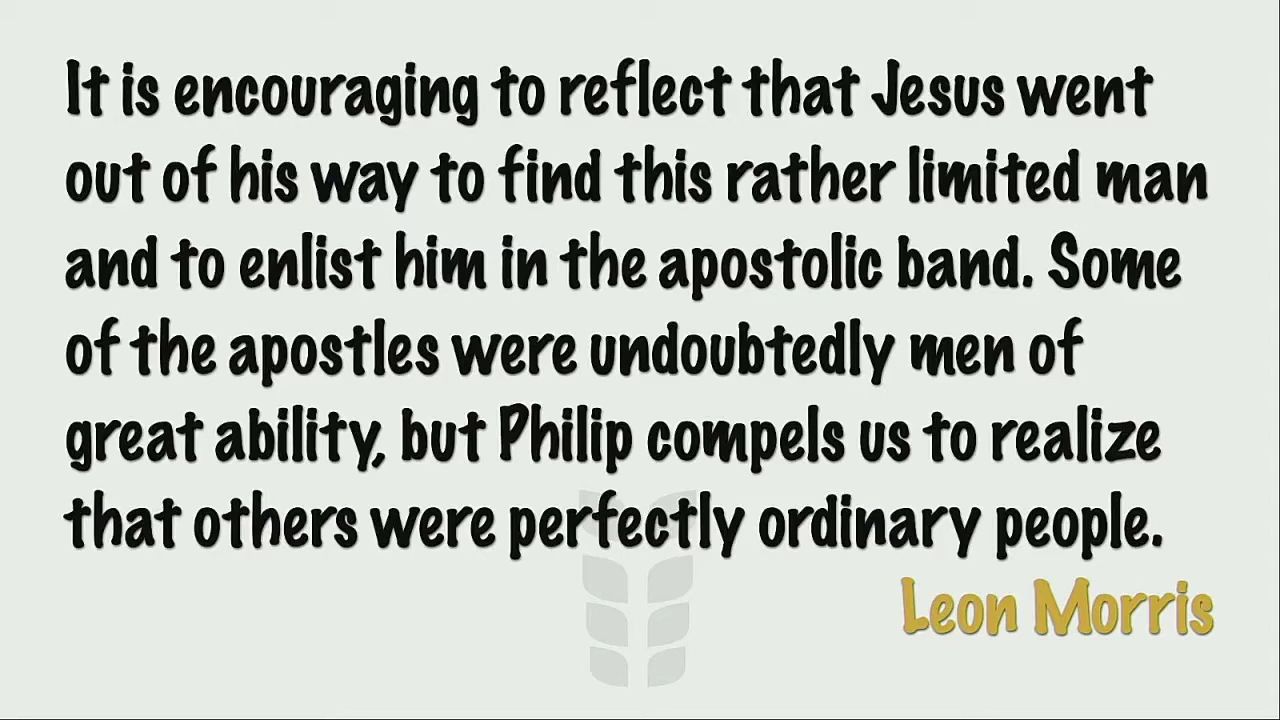 It is encouraging to reflect that Jesus went
out of his way to find this rather limited man
and to enlist him in the apostolic band. Some
of the apostles were undoubtedly men of
great ability, but Philip compels us to realize
that others were perfectly ordinary people.
Leon Morris